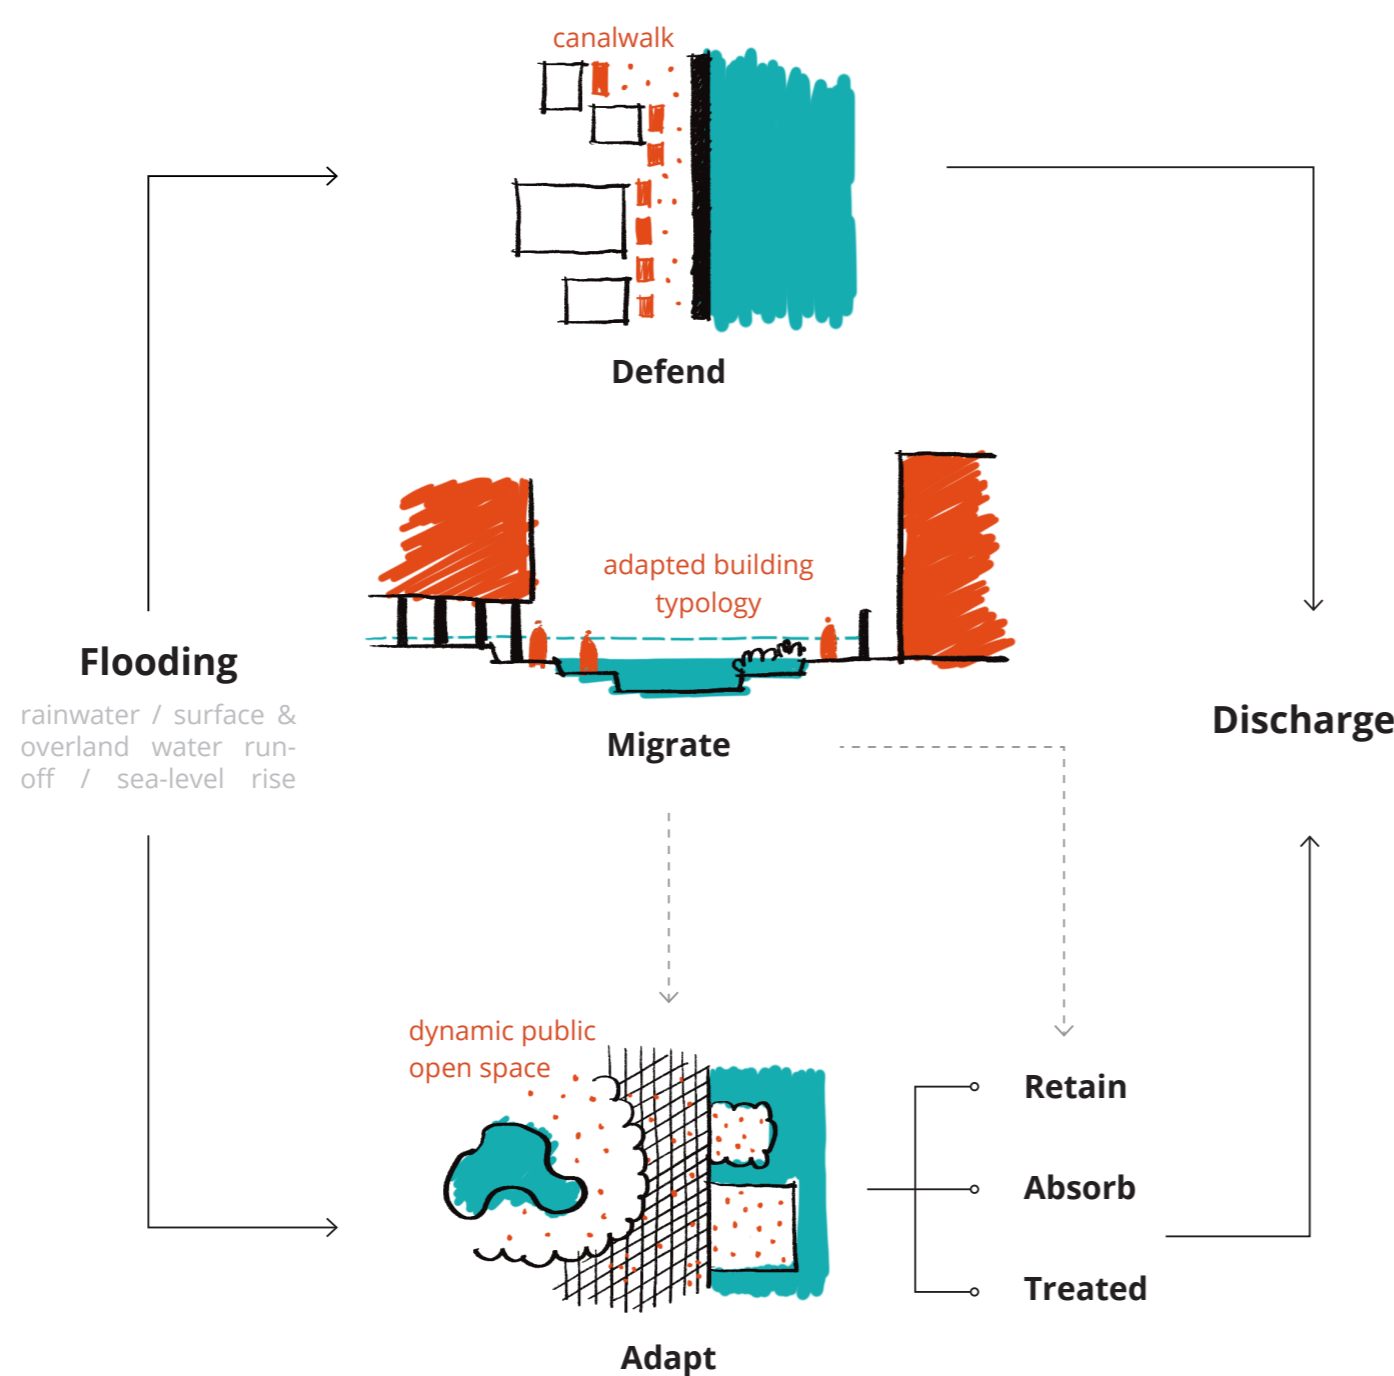 canalwalk
Defend
adapted building
typology
Flooding
rainwater / surface &
overland water run-
off / sea-level rise
Migrate
Discharge
dynamic public
open space
Retain
Absorb
Treated
Adapt